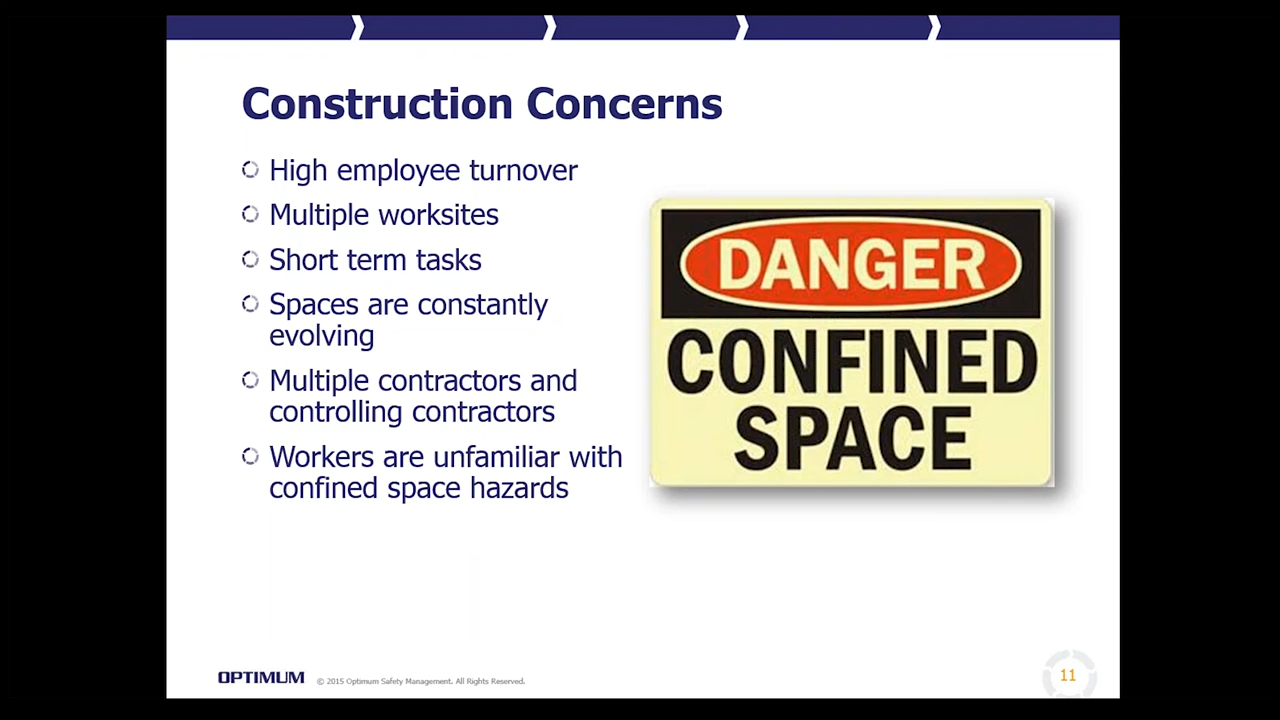 Construction Concerns
High employee turnover
Multiple worksites
Short term tasks
Spaces are constantly
evolving
Multiple contractors and
controlling contractors
Workers are unfamiliar with
confined space hazards
DANGER
CONFINED
SPACE
OPTIMUM © 2015 Optimum Safety Management. All Rights Reserved.
11